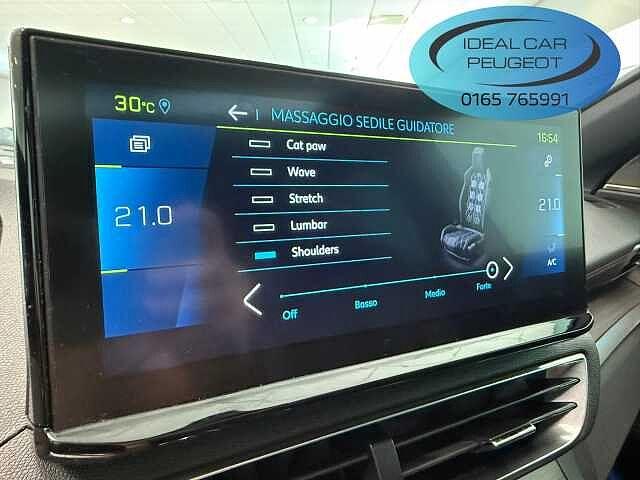 IDEAL CAR
PEUGEOT
0165 765991
30°C
MASSAGGIO SEDILE GUIDATORE
16:54
Cat paw
Wave
Stretch
Lumbar
Shoulders
21.0
21.0
A/C
Off
Basso
Medio
Forte